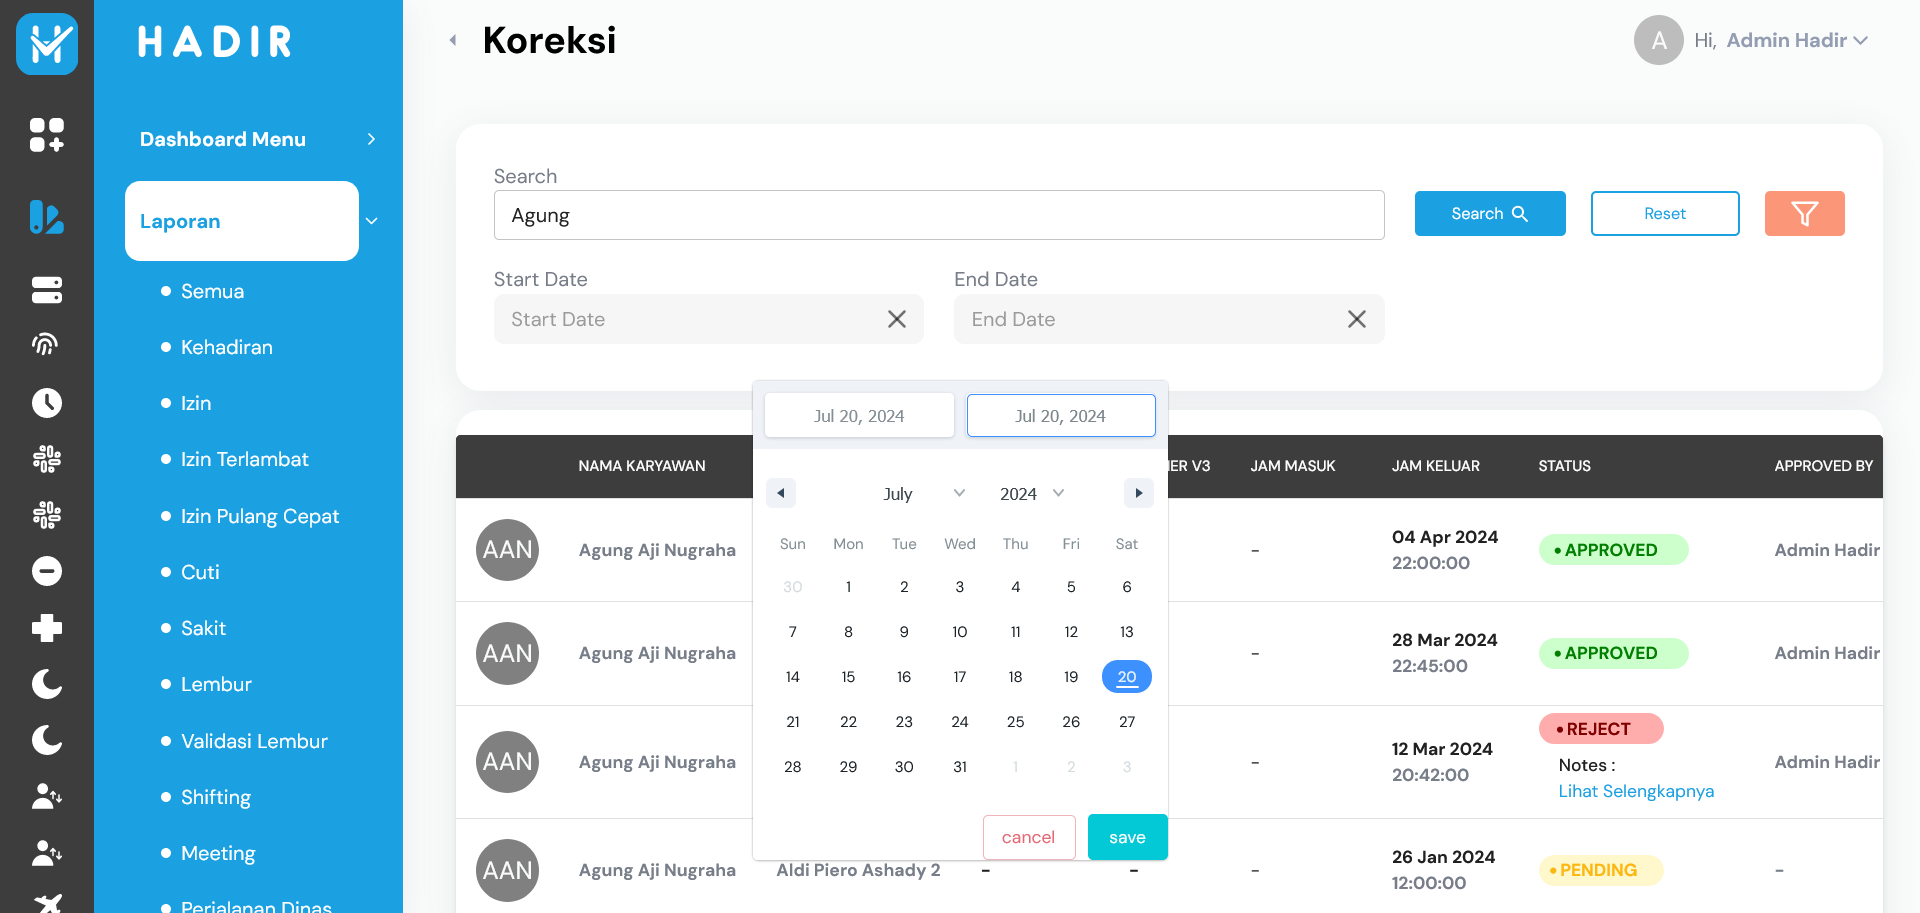 HADIR
Koreksi
A
Hi, Admin Hadir
Dashboard Menu
Laporan
Semua
Kehadiran
Izin
Izin Terlambat
Izin Pulang Cepat
Cuti
Sakit
Lembur
Validasi Lembur
Shifting
Meeting
Perjalanan Dinas
Search
Agung
Search
Reset
Start Date
End Date
Start Date
End Date
Jul 20, 2024
Jul 20, 2024
July
2024
Sun Mon Tue Wed Thu Fri Sat
30 1 2 3 4 5 6
7 8 9 10 11 12 13
14 15 16 17 18 19 20
21 22 23 24 25 26 27
28 29 30 31 1 2 3
cancel
save
NAMA KARYAWAN V3 JAM MASUK JAM KELUAR STATUS APPROVED BY
AAN Agung Aji Nugraha - 04 Apr 2024 • APPROVED Admin Hadir
22:00:00
AAN Agung Aji Nugraha - 28 Mar 2024 • APPROVED Admin Hadir
22:45:00
• REJECT
AAN Agung Aji Nugraha - 12 Mar 2024 Notes : Admin Hadir
20:42:00 Lihat Selengkapnya
AAN Agung Aji Nugraha Aldi Piero Ashady 2 - - - 26 Jan 2024 • PENDING -
12:00:00